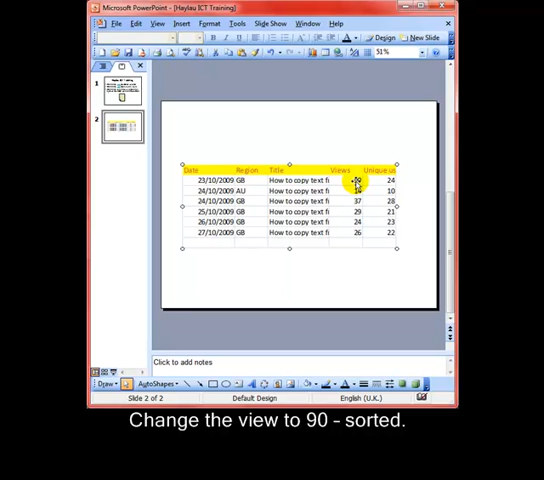 Microsoft PowerPoint - [Haylau ICT Training]
File Edit View Insert Format Tools Slide Show Window Help
Design New Slide
51%
1
2
Date Region Title Views Unique us
23/10/2009 GB How to copy text fi 24
24/10/2009 AU How to copy text fi 10
24/10/2009 GB How to copy text fi 37 28
25/10/2009 GB How to copy text fi 29 21
26/10/2009 GB How to copy text fi 24 23
27/10/2009 GB How to copy text fi 26 22
Click to add notes
Draw AutoShapes
Slide 2 of 2 Default Design English (U.K.)
Change the view to 90 – sorted.